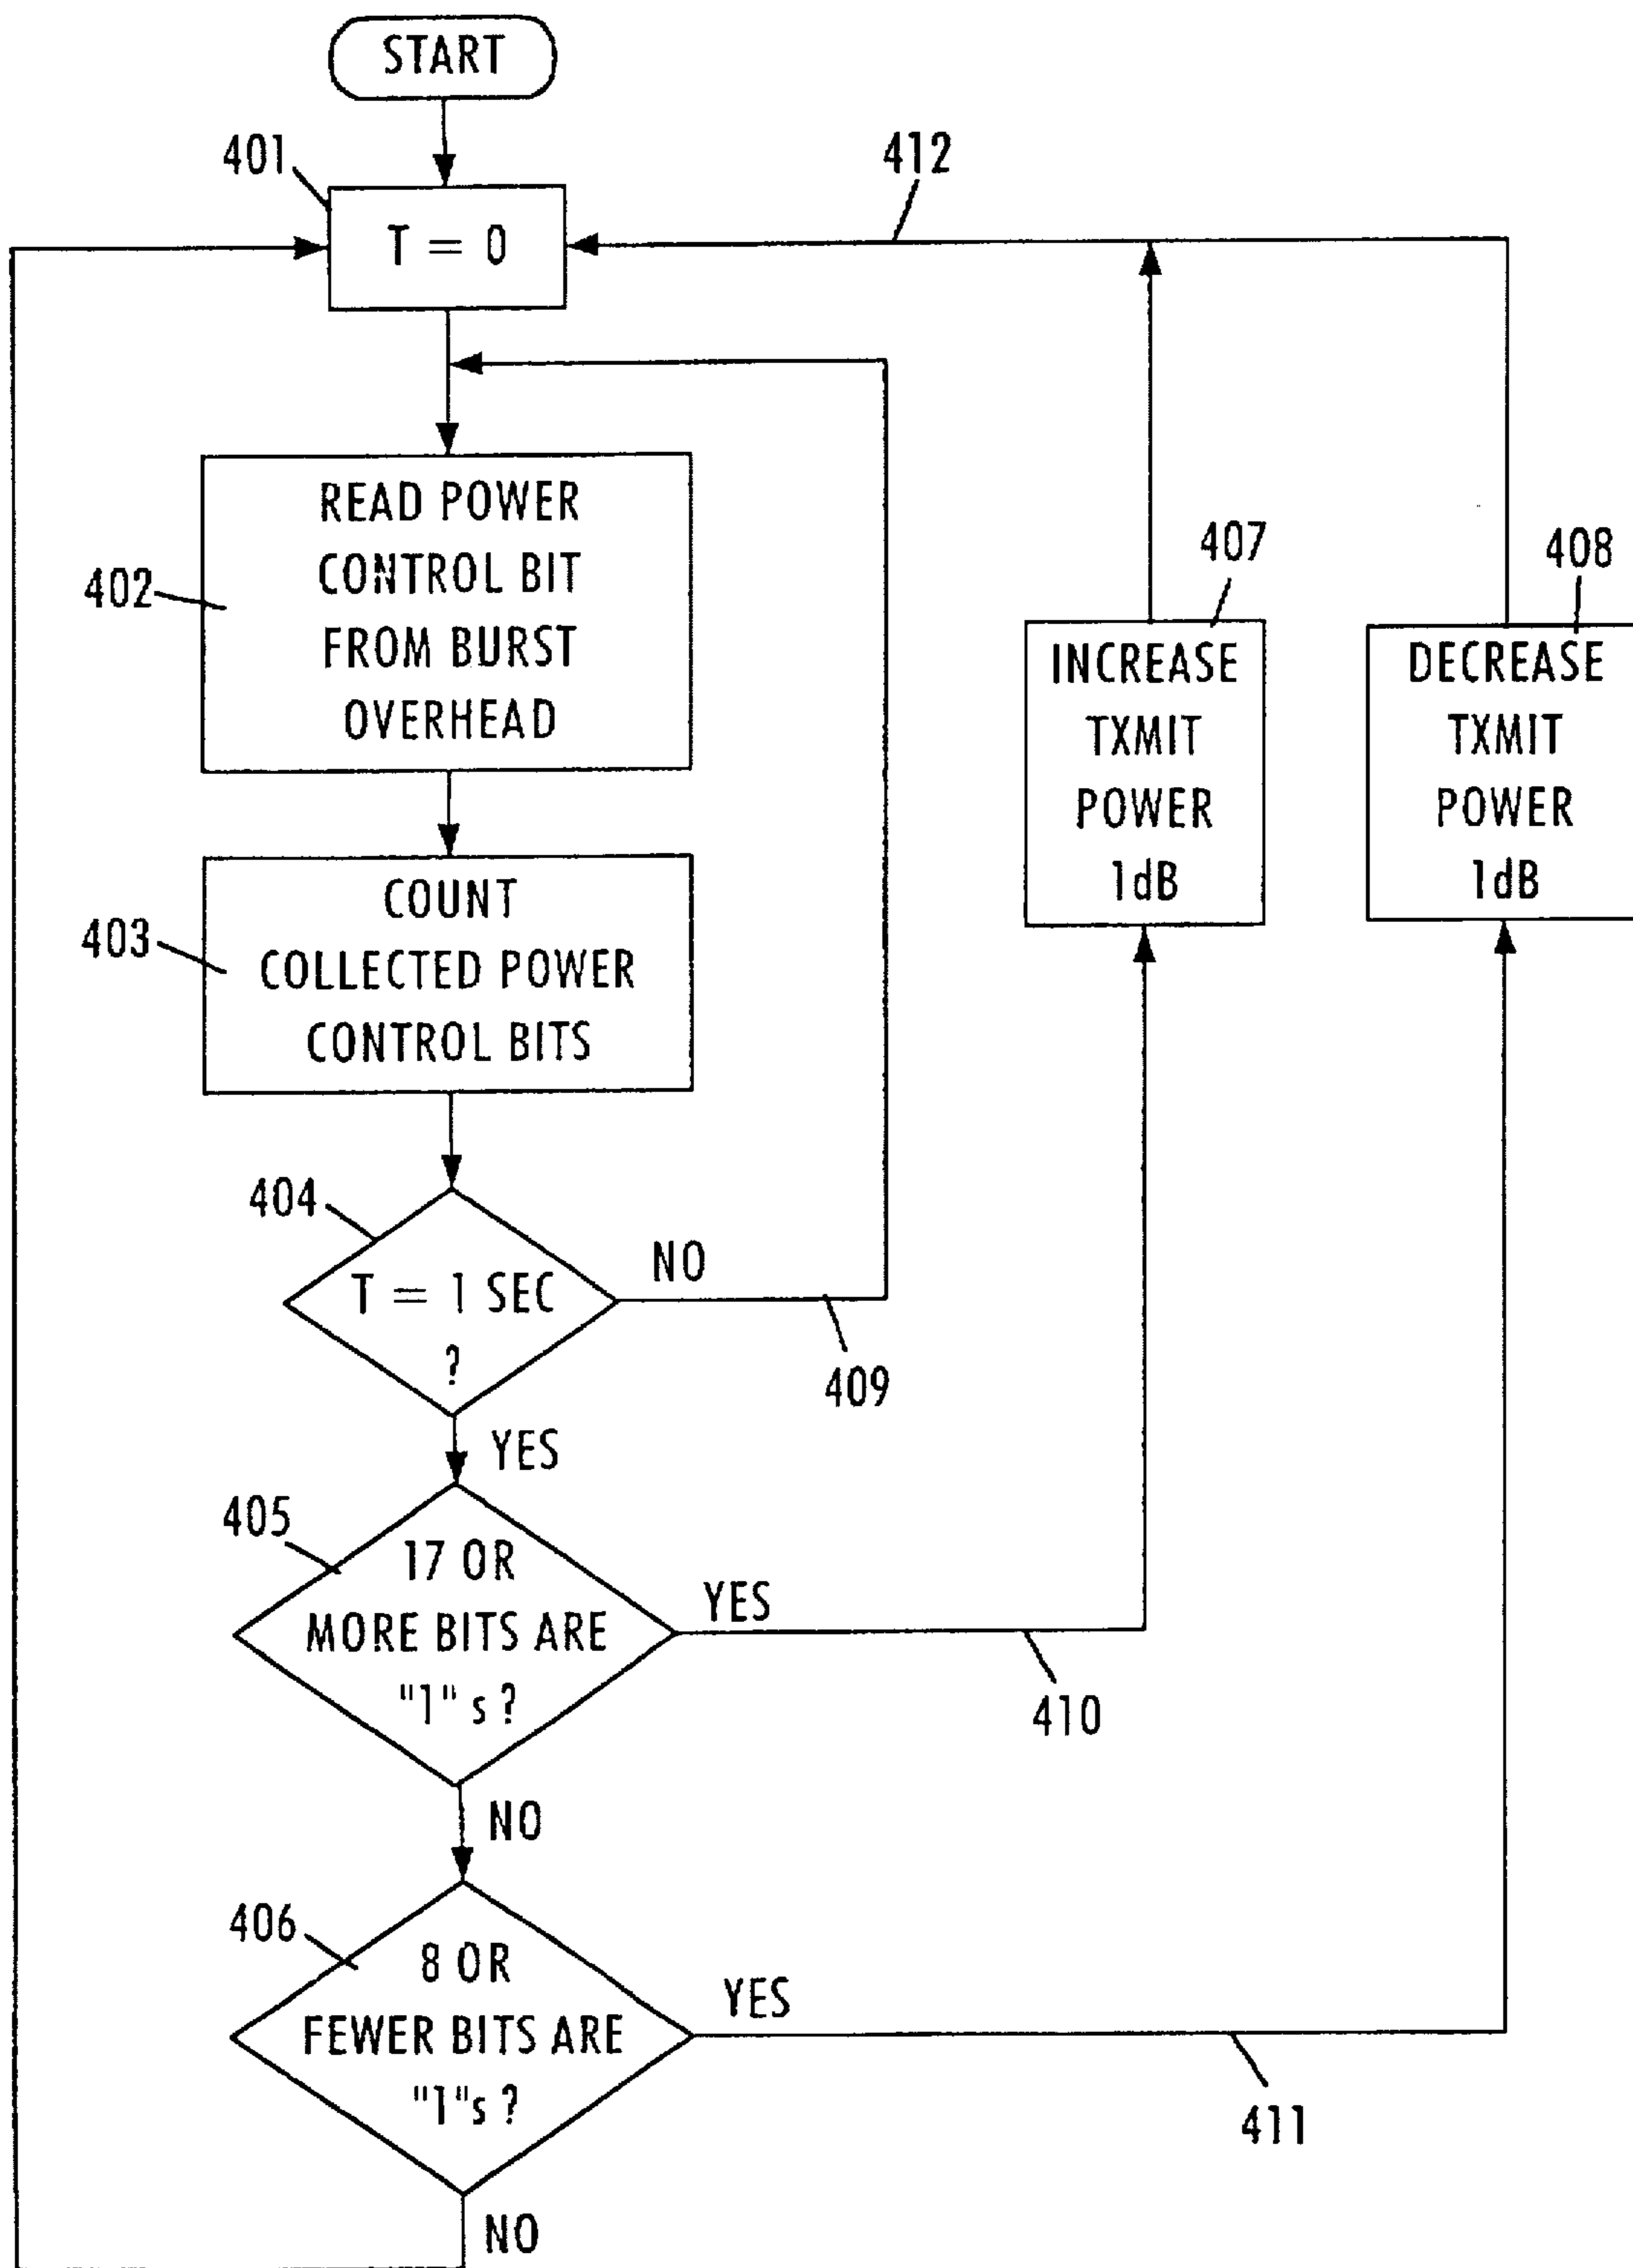 START
401
412
T = 0
READ POWER
CONTROL BIT
FROM BURST
OVERHEAD
402
407
408
INCREASE
TXMIT
POWER
1dB
DECREASE
TXMIT
POWER
1dB
COUNT
COLLECTED POWER
CONTROL BITS
403
404
T = 1 SEC
?
NO
409
YES
405
17 OR
MORE BITS ARE
"1" s ?
YES
410
NO
406
8 OR
FEWER BITS ARE
"1"s ?
YES
411
NO